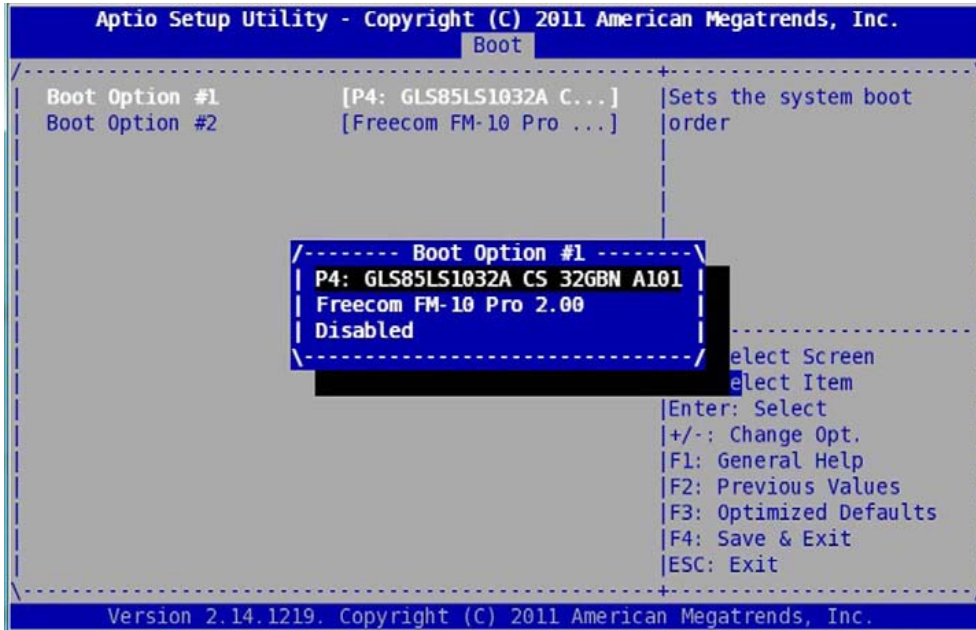 Aptio Setup Utility - Copyright (C) 2011 American Megatrends, Inc.
Boot
Boot Option #1 [P4: GLS85LS1032A C...]
Boot Option #2 [Freecom FM-10 Pro ...]
Sets the system boot
order
Boot Option #1
P4: GLS85LS1032A CS 32GBN A101
Freecom FM-10 Pro 2.00
Disabled
elect Screen
elect Item
Enter: Select
+/-: Change Opt.
F1: General Help
F2: Previous Values
F3: Optimized Defaults
F4: Save & Exit
ESC: Exit
Version 2.14.1219. Copyright (C) 2011 American Megatrends, Inc.